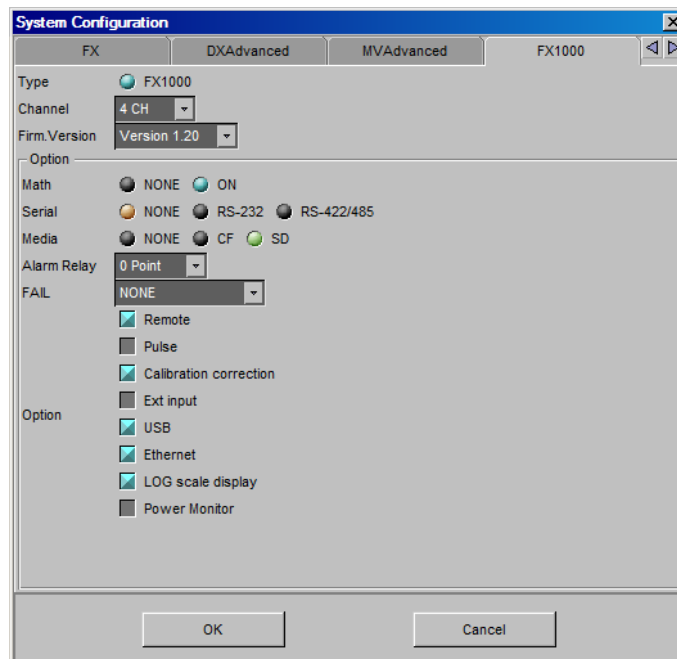 System Configuration
FX DXAdvanced MVAdvanced FX1000
Type FX1000
Channel 4 CH
Firm.Version Version 1.20
Option
Math NONE ON
Serial NONE RS-232 RS-422/485
Media NONE CF SD
Alarm Relay 0 Point
FAIL NONE
Remote
Pulse
Calibration correction
Ext input
Option
USB
Ethernet
LOG scale display
Power Monitor
OK Cancel